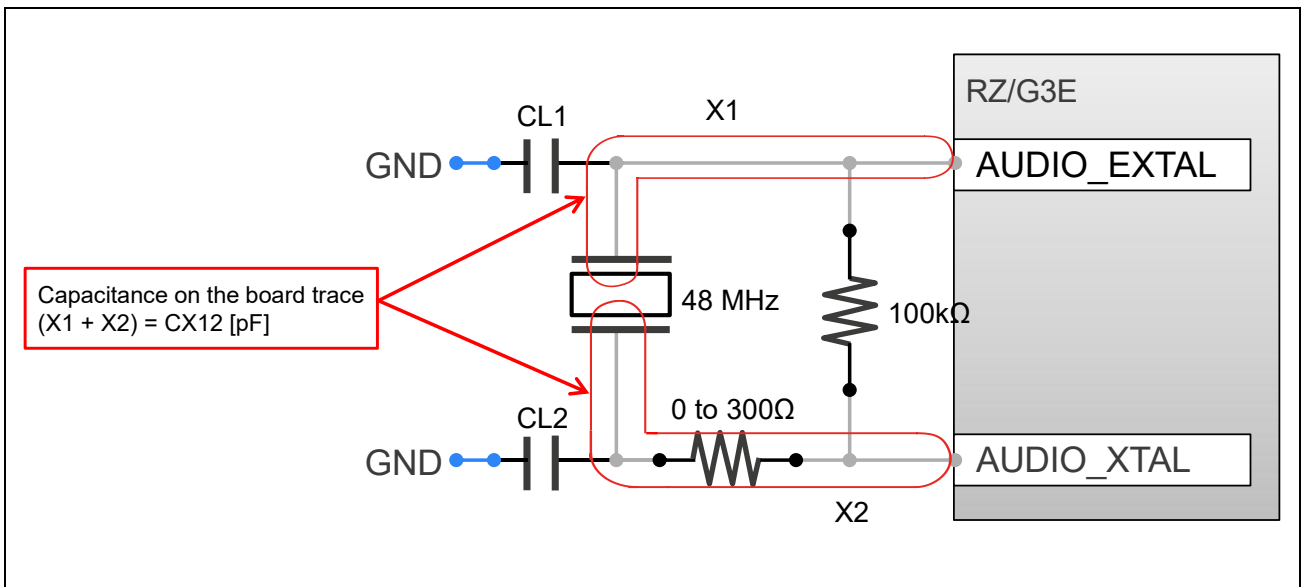 RZ/G3E
X1
CL1
GND
AUDIO_EXTAL
Capacitance on the board trace
(X1 + X2) = CX12 [pF]
48 MHz
100kΩ
0 to 300Ω
CL2
GND
AUDIO_XTAL
X2